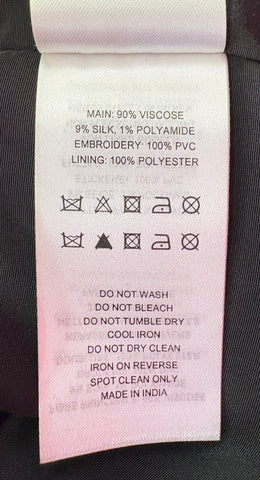 MAIN: 90% VISCOSE
9% SILK, 1% POLYAMIDE
EMBROIDERY: 100% PVC
LINING: 100% POLYESTER
DO NOT WASH
DO NOT BLEACH
DO NOT TUMBLE DRY
COOL IRON
DO NOT DRY CLEAN
IRON ON REVERSE
SPOT CLEAN ONLY
MADE IN INDIA